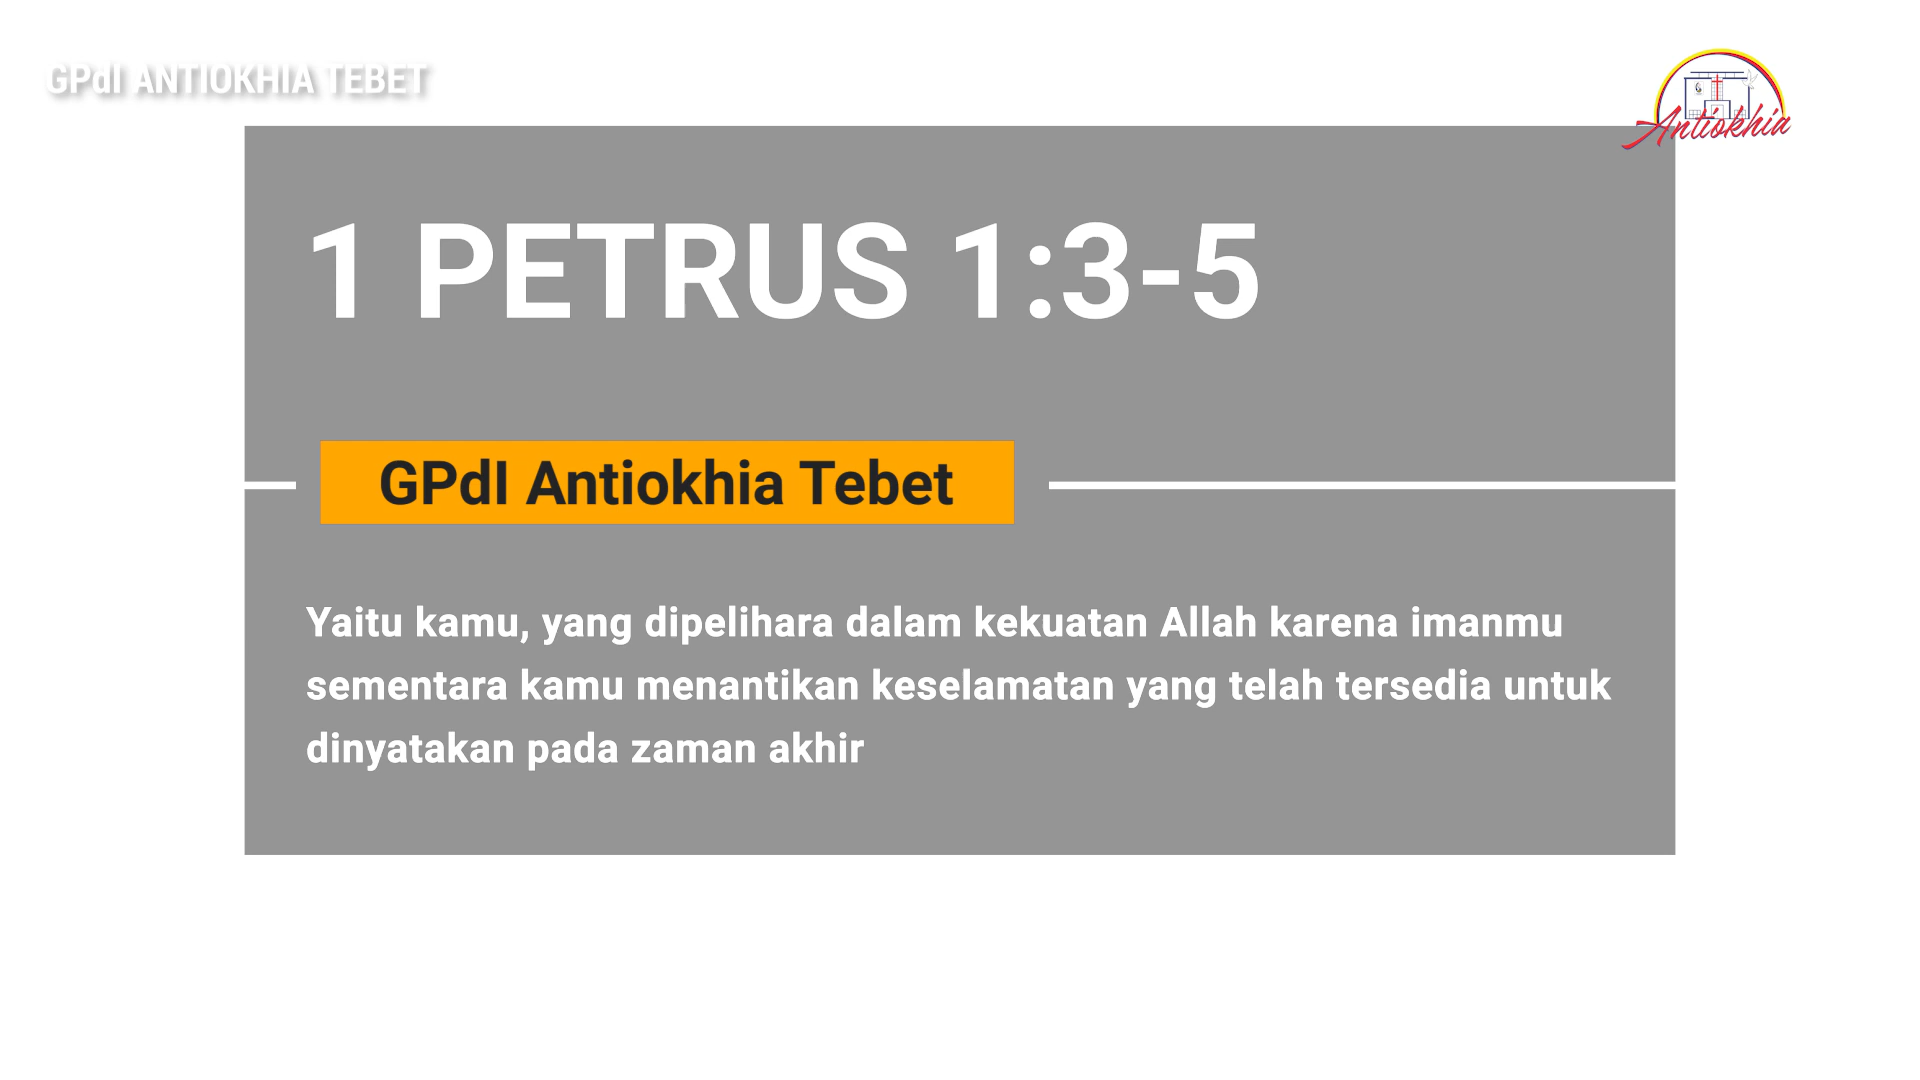 GPdI ANTIOKHIA TEBET
Antiokhia
1 PETRUS 1:3-5
GPdI Antiokhia Tebet
Yaitu kamu, yang dipelihara dalam kekuatan Allah karena imanmu
sementara kamu menantikan keselamatan yang telah tersedia untuk
dinyatakan pada zaman akhir